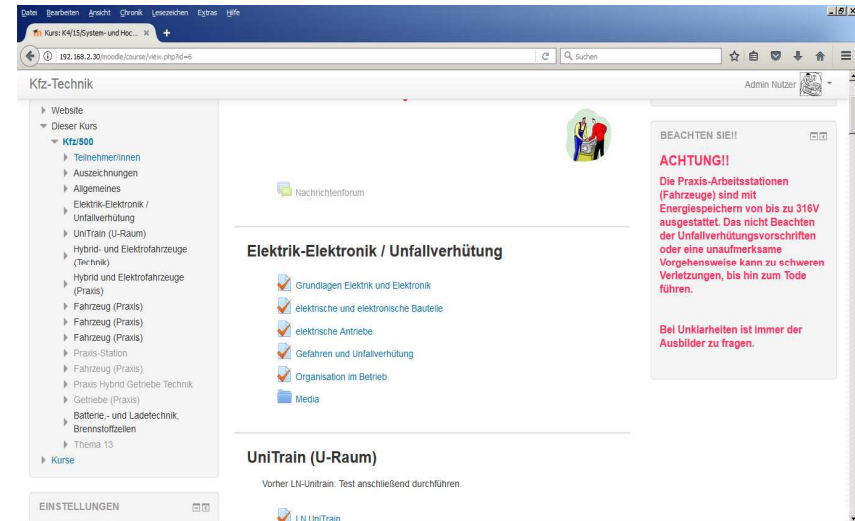 Datei Bearbeiten Ansicht Chronik Lesezeichen Extras Hilfe
Kurs: K4/15/System- und Hoc...
192.168.2.30/moodle/course/view.php?id=6
Suchen
Kfz-Technik
Admin Nutzer
Website
Dieser Kurs
Kfz/500
Teilnehmer/innen
Auszeichnungen
Allgemeines
Elektrik-Elektronik /
Unfallverhütung
UniTrain (U-Raum)
Hybrid- und Elektrofahrzeuge
(Technik)
Hybrid und Elektrofahrzeuge
(Praxis)
Fahrzeug (Praxis)
Fahrzeug (Praxis)
Fahrzeug (Praxis)
Praxis-Station
Fahrzeug (Praxis)
Praxis Hybrid Getriebe Technik
Getriebe (Praxis)
Batterie,- und Ladetechnik,
Brennstoffzellen
Thema 13
Kurse
EINSTELLUNGEN
Nachrichtenforum
Elektrik-Elektronik / Unfallverhütung
Grundlagen Elektrik und Elektronik
elektrische und elektronische Bauteile
elektrische Antriebe
Gefahren und Unfallverhütung
Organisation im Betrieb
Media
UniTrain (U-Raum)
Vorher LN-Unitrain: Test anschließend durchführen.
LN UniTrain
BEACHTEN SIE!!
ACHTUNG!!
Die Praxis-Arbeitsstationen
(Fahrzeuge) sind mit
Energiespeichern von bis zu 316V
ausgestattet. Das nicht Beachten
der Unfallverhütungsvorschriften
oder eine unaufmerksame
Vorgehensweise kann zu schweren
Verletzungen, bis hin zum Tode
führen.
Bei Unklarheiten ist immer der
Ausbilder zu fragen.